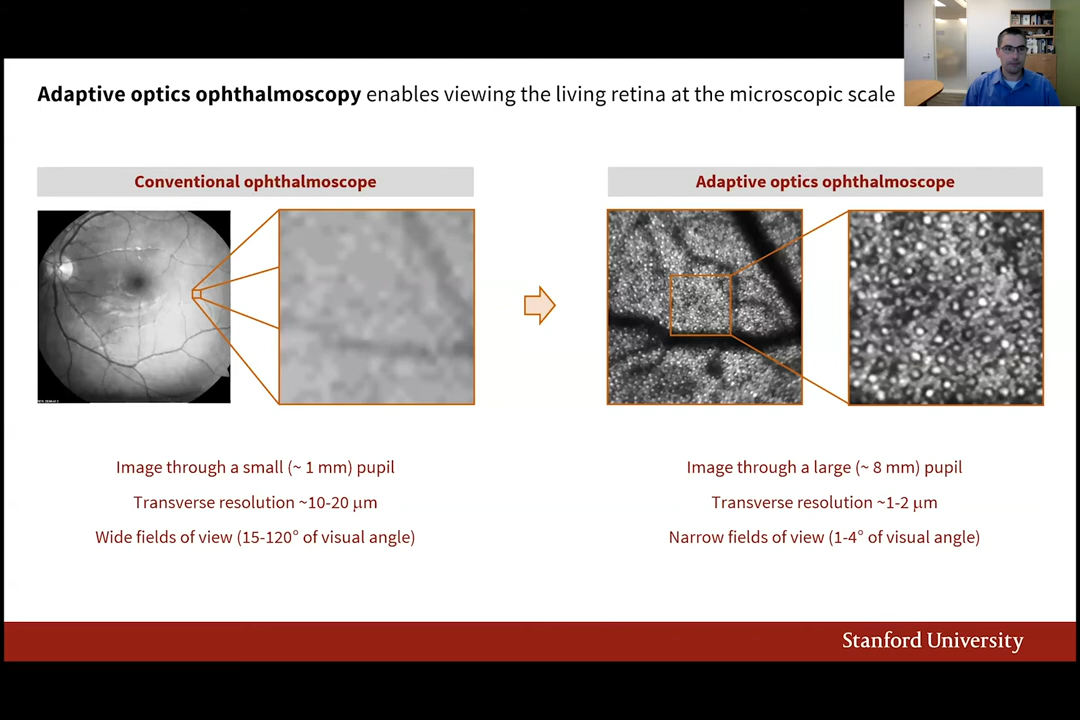 Adaptive optics ophthalmoscopy enables viewing the living retina at the microscopic scale
Conventional ophthalmoscope
Adaptive optics ophthalmoscope
Image through a small (~ 1 mm) pupil
Transverse resolution ~10-20 μm
Wide fields of view (15-120° of visual angle)
Image through a large (~ 8 mm) pupil
Transverse resolution ~1-2 μm
Narrow fields of view (1-4° of visual angle)
Stanford University